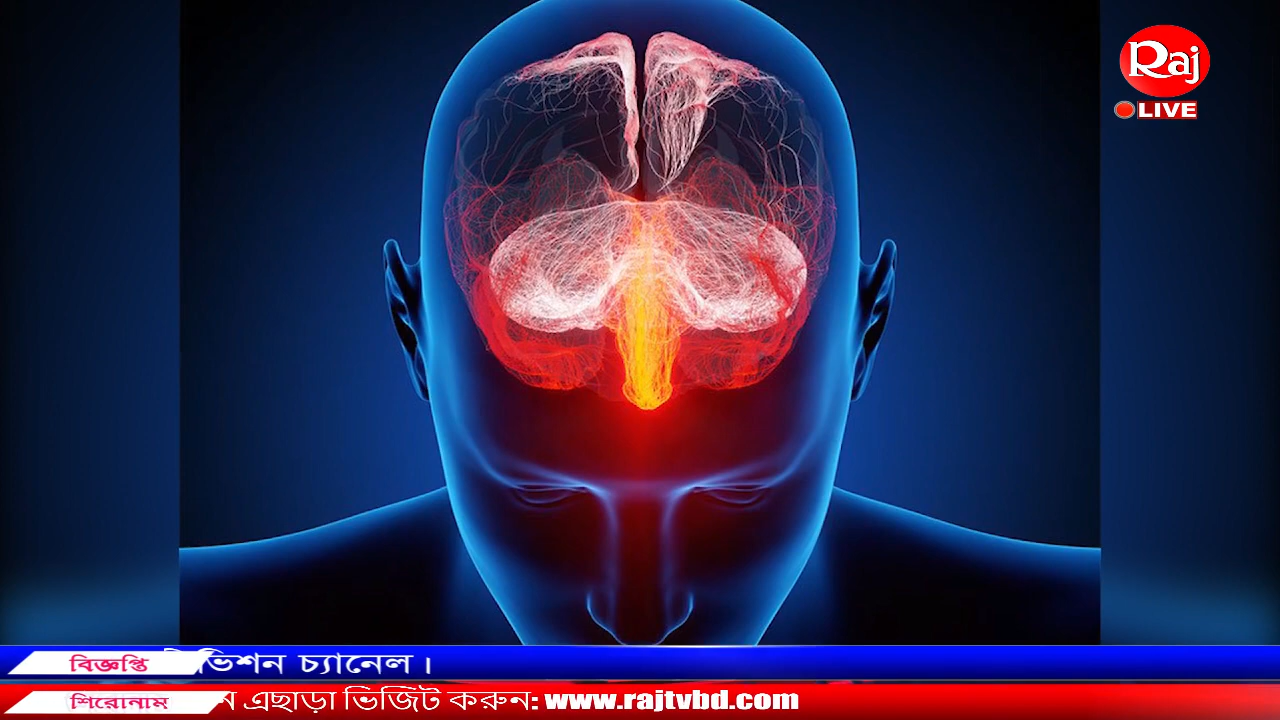 Raj
LIVE
বিজ্ঞপ্তি ভিশন চ্যানেল।
শিরোনাম ন এছাড়া ভিজিট করুন: www.rajtvbd.com